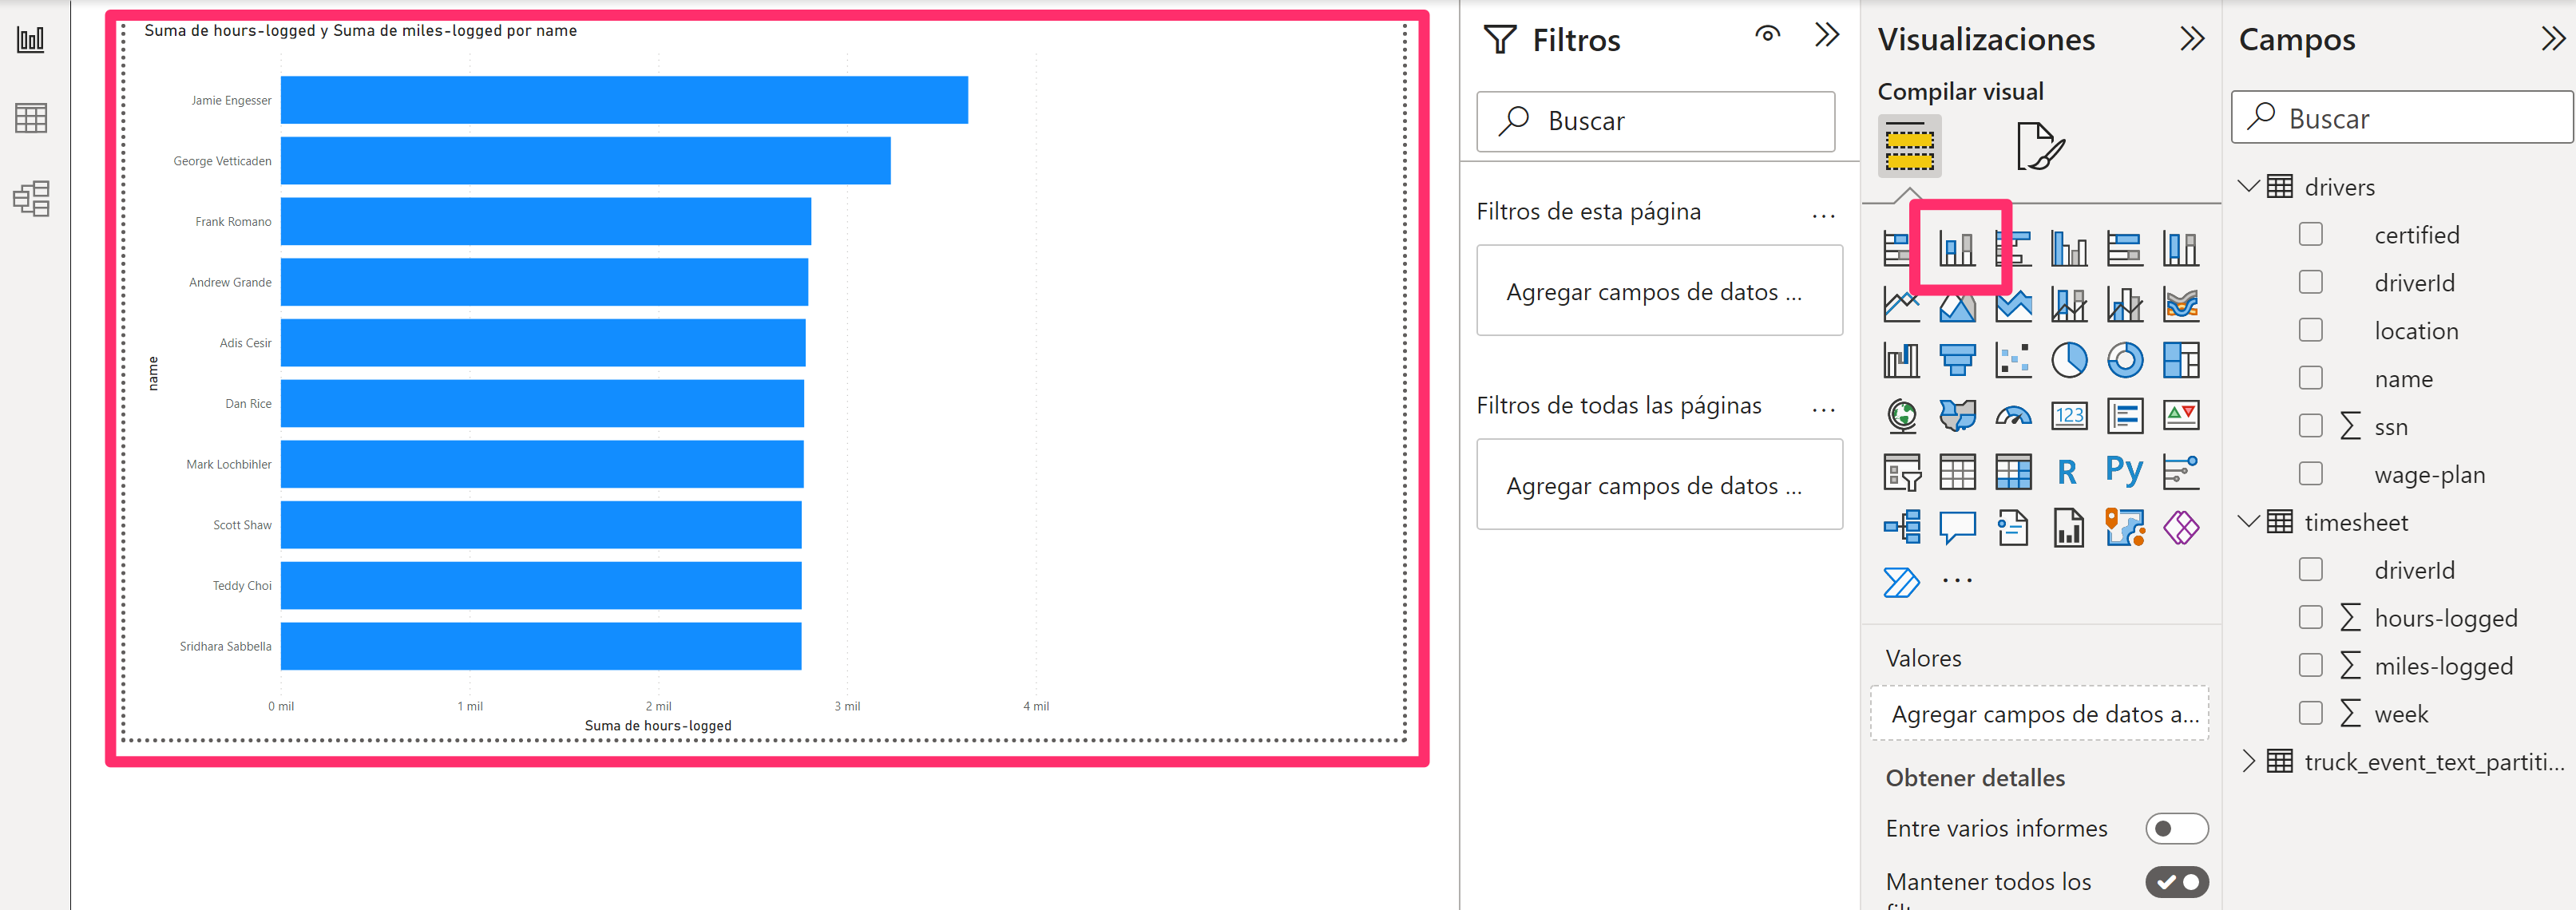 Suma de hours-logged y Suma de miles-logged por name
Jamie Engesser
George Vetticaden
Frank Romano
Andrew Grande
Adis Cesir
Dan Rice
Mark Lochbihler
Scott Shaw
Teddy Choi
Sridhara Sabbella
name
0 mil 1 mil 2 mil 3 mil 4 mil
Suma de hours-logged
Filtros
Buscar
Filtros de esta página ...
Agregar campos de datos ...
Filtros de todas las páginas ...
Agregar campos de datos ...
Visualizaciones
Compilar visual
123
R Py
...
Valores
Agregar campos de datos a...
Obtener detalles
Entre varios informes
Mantener todos los
Campos
Buscar
drivers
certified
driverId
location
name
∑ ssn
wage-plan
timesheet
driverId
∑ hours-logged
∑ miles-logged
∑ week
truck_event_text_partiti...